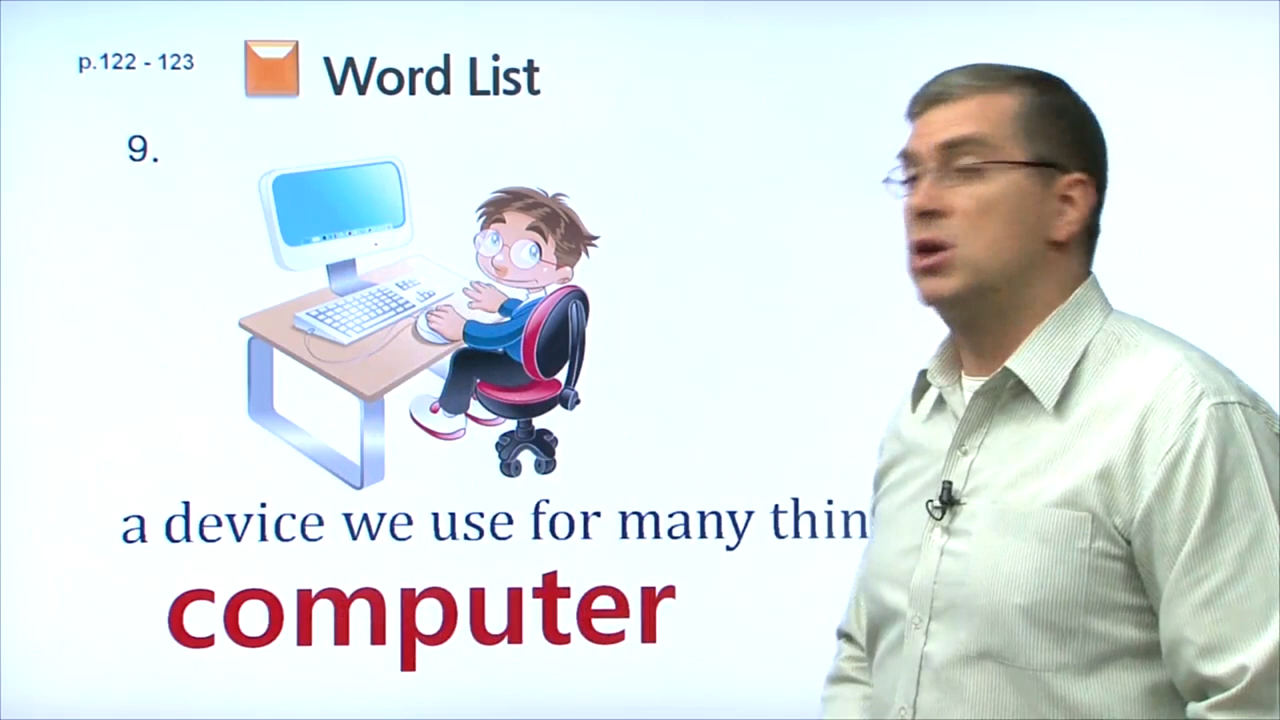 p.122 - 123
Word List
9.
a device we use for many thin
computer